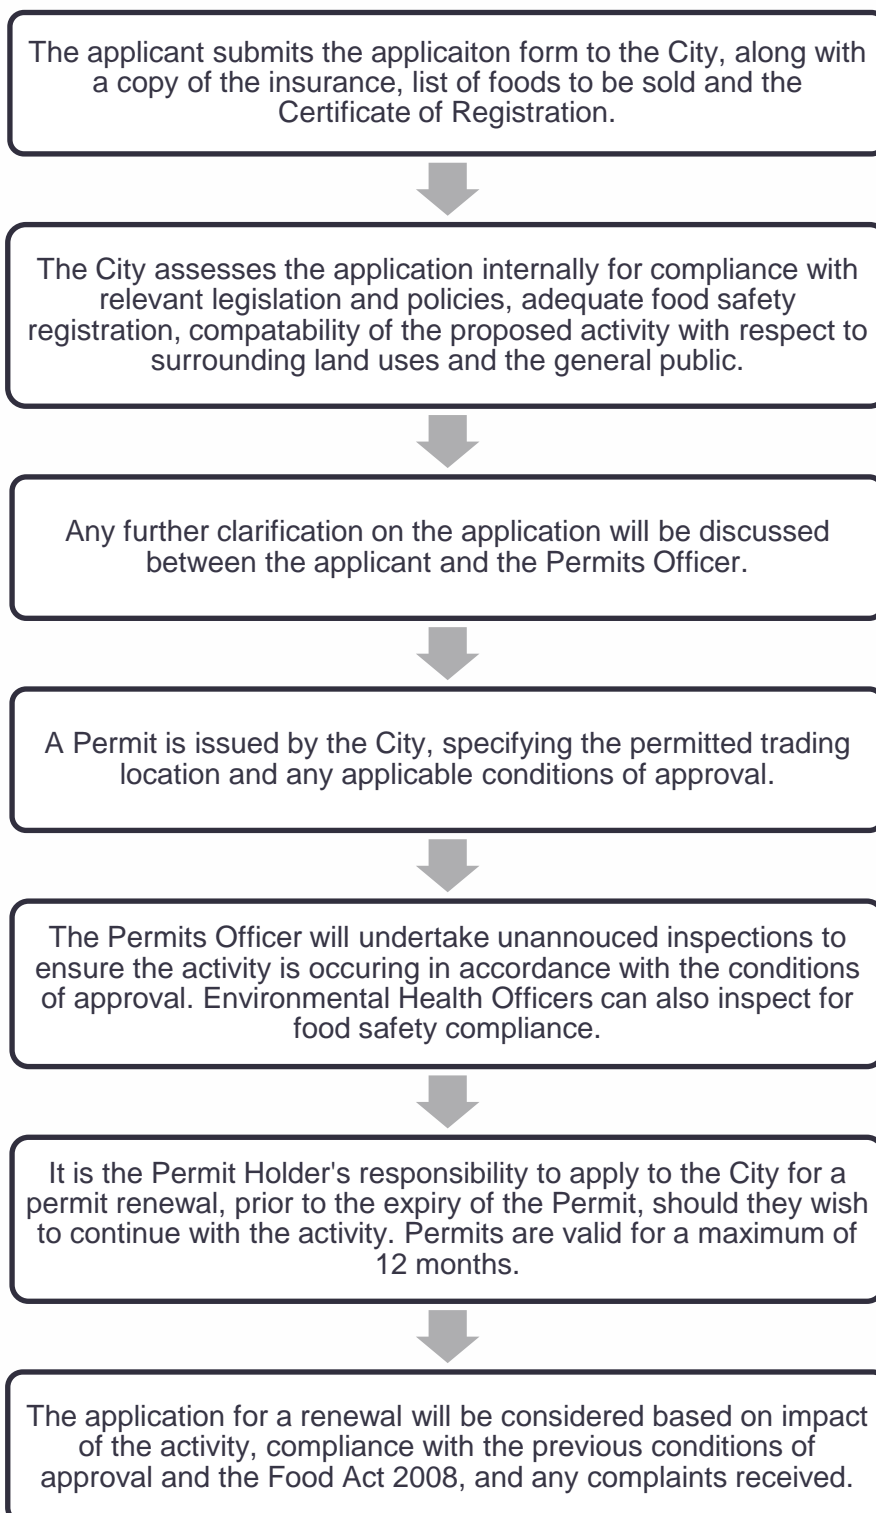 The applicant submits the applicaiton form to the City, along with
a copy of the insurance, list of foods to be sold and the
Certificate of Registration.
The City assesses the application internally for compliance with
relevant legislation and policies, adequate food safety
registration, compatability of the proposed activity with respect to
surrounding land uses and the general public.
Any further clarification on the application will be discussed
between the applicant and the Permits Officer.
A Permit is issued by the City, specifying the permitted trading
location and any applicable conditions of approval.
The Permits Officer will undertake unannouced inspections to
ensure the activity is occuring in accordance with the conditions
of approval. Environmental Health Officers can also inspect for
food safety compliance.
It is the Permit Holder's responsibility to apply to the City for a
permit renewal, prior to the expiry of the Permit, should they wish
to continue with the activity. Permits are valid for a maximum of
12 months.
The application for a renewal will be considered based on impact
of the activity, compliance with the previous conditions of
approval and the Food Act 2008, and any complaints received.